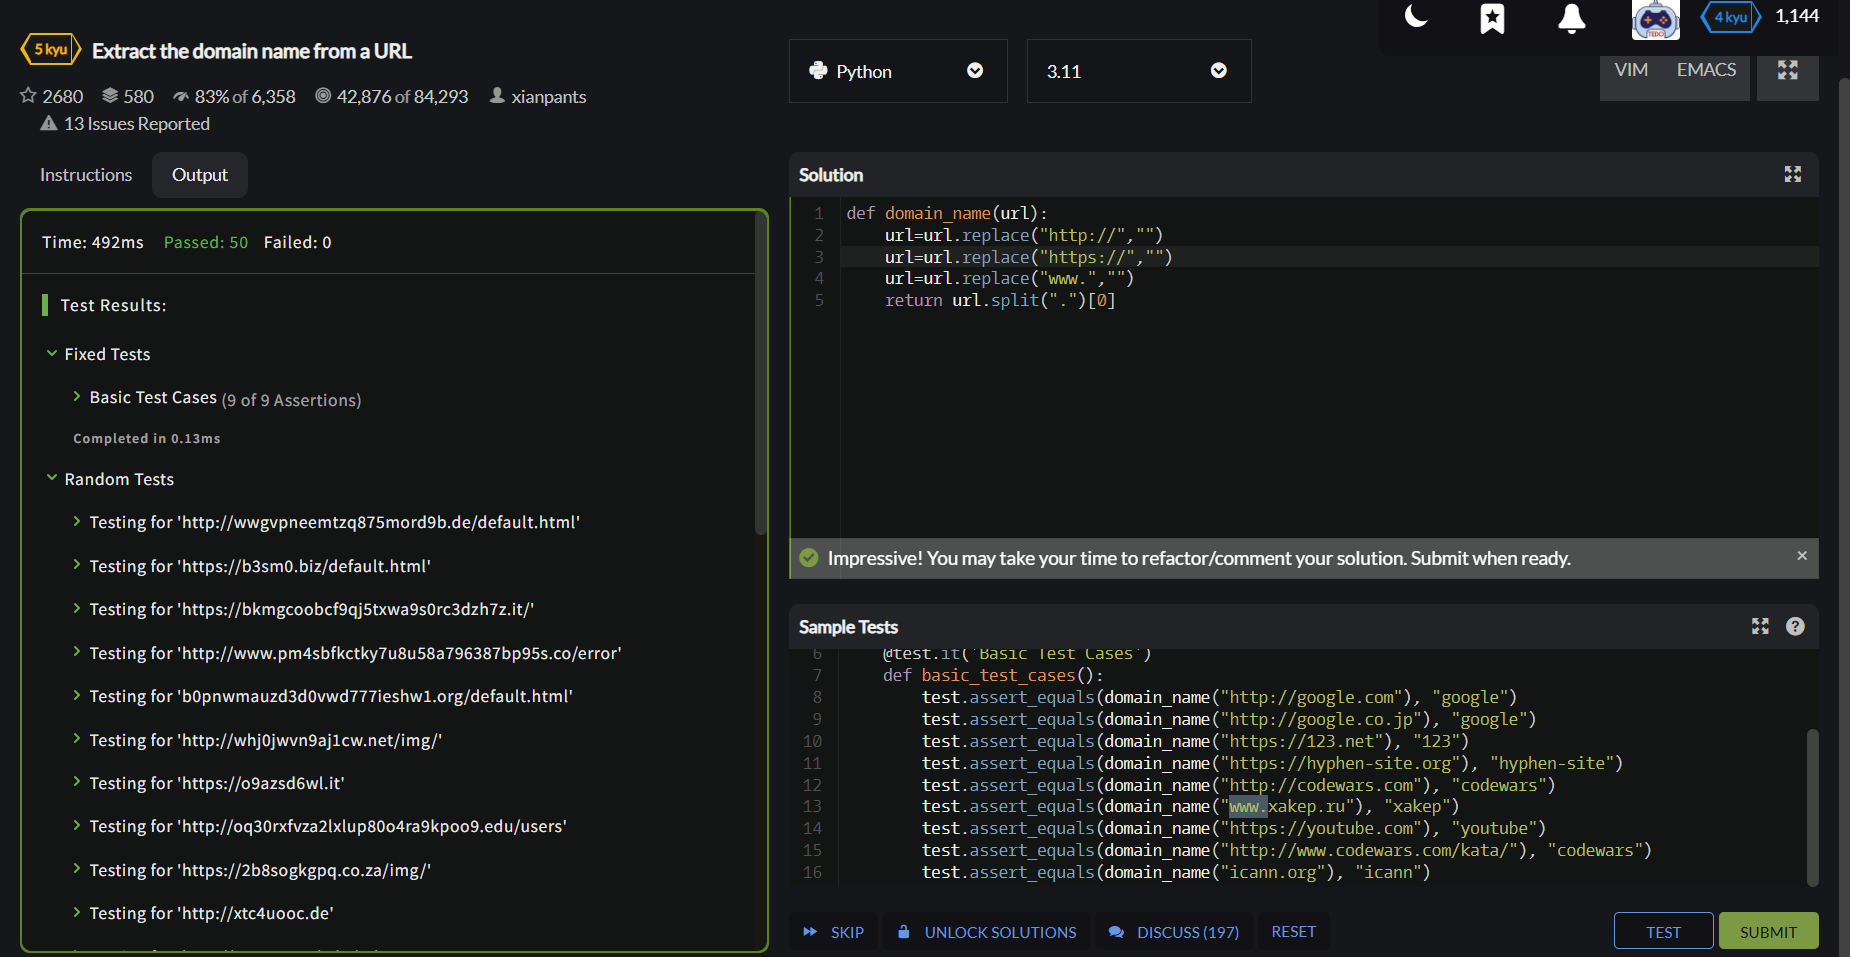 5 kyu Extract the domain name from a URL
2680 580 83% of 6,358 42,876 of 84,293 xianpants
13 Issues Reported
Instructions Output
Time: 492ms Passed: 50 Failed: 0
Test Results:
Fixed Tests
Basic Test Cases (9 of 9 Assertions)
Completed in 0.13ms
Random Tests
Testing for 'http://wwgvpneemtzq875mord9b.de/default.html'
Testing for 'https://b3sm0.biz/default.html'
Testing for 'https://bkmgcoobcf9qj5txwa9s0rc3dzh7z.it/'
Testing for 'http://www.pm4sbfkctky7u8u58a796387bp95s.co/error'
Testing for 'b0pnwmauzd3d0vwd777ieshw1.org/default.html'
Testing for 'http://whj0jwvn9aj1cw.net/img/'
Testing for 'https://o9azsd6wl.it'
Testing for 'http://oq30rxfvza2lxlup80o4ra9kpoo9.edu/users'
Testing for 'https://2b8sogkgpq.co.za/img/'
Testing for 'http://xtc4uooc.de'
TEDO 4 kyu 1,144
Python 3.11 VIM EMACS
Solution
1 def domain_name(url):
2 url=url.replace("http://","")
3 url=url.replace("https://","")
4 url=url.replace("www.","")
5 return url.split(".")[0]
Impressive! You may take your time to refactor/comment your solution. Submit when ready.
Sample Tests
6 @test.it('Basic Test Cases')
7 def basic_test_cases():
8 test.assert_equals(domain_name("http://google.com"), "google")
9 test.assert_equals(domain_name("http://google.co.jp"), "google")
10 test.assert_equals(domain_name("https://123.net"), "123")
11 test.assert_equals(domain_name("https://hyphen-site.org"), "hyphen-site")
12 test.assert_equals(domain_name("http://codewars.com"), "codewars")
13 test.assert_equals(domain_name("www.xakep.ru"), "xakep")
14 test.assert_equals(domain_name("https://youtube.com"), "youtube")
15 test.assert_equals(domain_name("http://www.codewars.com/kata/"), "codewars")
16 test.assert_equals(domain_name("icann.org"), "icann")
SKIP UNLOCK SOLUTIONS DISCUSS (197) RESET TEST SUBMIT